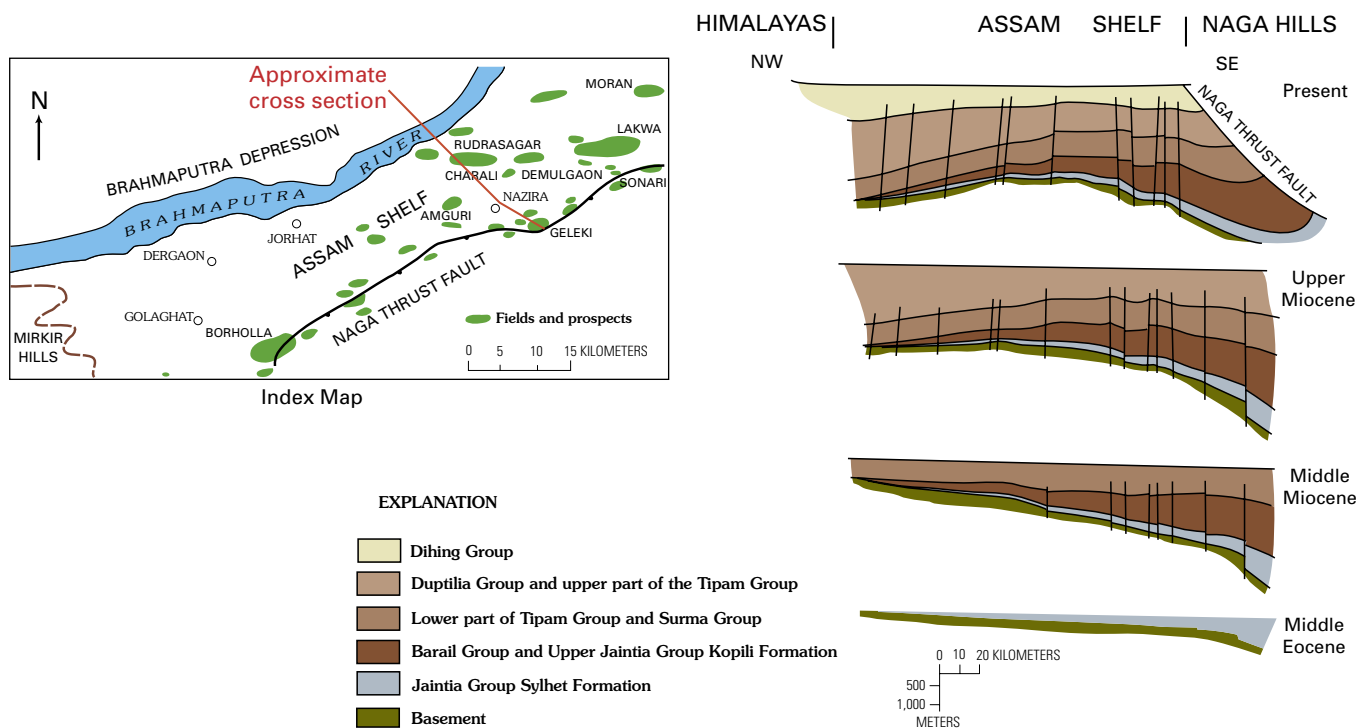 HIMALAYAS
ASSAM SHELF
NAGA HILLS
NW
SE
Present
NAGA THRUST FAULT
Upper
Miocene
Middle
Miocene
Middle
Eocene
0 10 20 KILOMETERS
500
1,000
METERS
Approximate
cross section
N
MORAN
LAKWA
BRAHMAPUTRA DEPRESSION
BRAHMAPUTRA RIVER
RUDRASAGAR
CHARALI
DEMULGAON
SONARI
NAZIRA
AMGURI
GELEKI
JORHAT
ASSAM SHELF
DERGAON
NAGA THRUST FAULT
GOLAGHAT
BORHOLLA
MIRKIR
HILLS
Fields and prospects
0 5 10 15 KILOMETERS
Index Map
EXPLANATION
Dihing Group
Duptilia Group and upper part of the Tipam Group
Lower part of Tipam Group and Surma Group
Barail Group and Upper Jaintia Group Kopili Formation
Jaintia Group Sylhet Formation
Basement